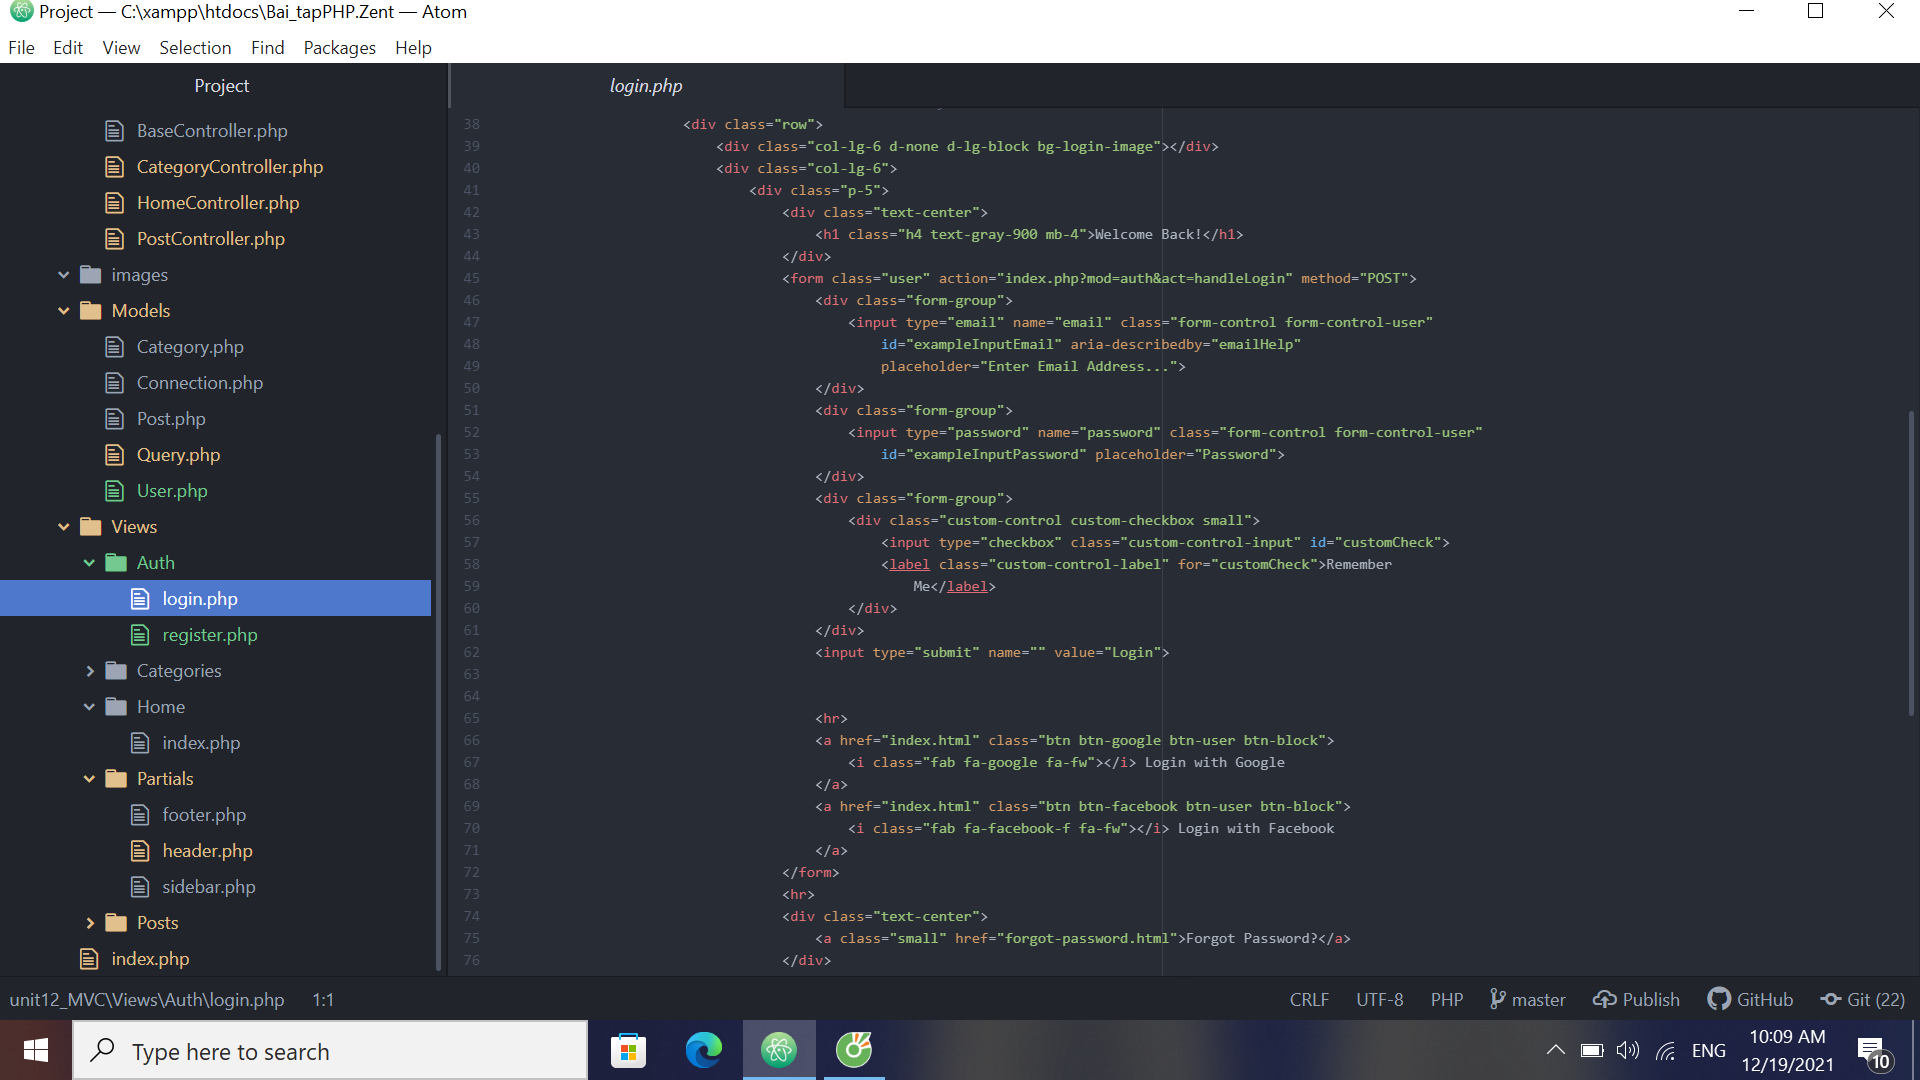 Project — C:\xampp\htdocs\Bai_tapPHP.Zent — Atom
File Edit View Selection Find Packages Help
Project
BaseController.php
CategoryController.php
HomeController.php
PostController.php
images
Models
Category.php
Connection.php
Post.php
Query.php
User.php
Views
Auth
login.php
register.php
Categories
Home
index.php
Partials
footer.php
header.php
sidebar.php
Posts
index.php
login.php
38 <div class="row">
39 <div class="col-lg-6 d-none d-lg-block bg-login-image"></div>
40 <div class="col-lg-6">
41 <div class="p-5">
42 <div class="text-center">
43 <h1 class="h4 text-gray-900 mb-4">Welcome Back!</h1>
44 </div>
45 <form class="user" action="index.php?mod=auth&act=handleLogin" method="POST">
46 <div class="form-group">
47 <input type="email" name="email" class="form-control form-control-user"
48 id="exampleInputEmail" aria-describedby="emailHelp"
49 placeholder="Enter Email Address...">
50 </div>
51 <div class="form-group">
52 <input type="password" name="password" class="form-control form-control-user"
53 id="exampleInputPassword" placeholder="Password">
54 </div>
55 <div class="form-group">
56 <div class="custom-control custom-checkbox small">
57 <input type="checkbox" class="custom-control-input" id="customCheck">
58 <label class="custom-control-label" for="customCheck">Remember
59 Me</label>
60 </div>
61 </div>
62 <input type="submit" name="" value="Login">
63
64
65 <hr>
66 <a href="index.html" class="btn btn-google btn-user btn-block">
67 <i class="fab fa-google fa-fw"></i> Login with Google
68 </a>
69 <a href="index.html" class="btn btn-facebook btn-user btn-block">
70 <i class="fab fa-facebook-f fa-fw"></i> Login with Facebook
71 </a>
72 </form>
73 <hr>
74 <div class="text-center">
75 <a class="small" href="forgot-password.html">Forgot Password?</a>
76 </div>
unit12_MVC\Views\Auth\login.php 1:1 CRLF UTF-8 PHP master Publish GitHub Git (22)
Type here to search
ENG
10:09 AM
12/19/2021
10